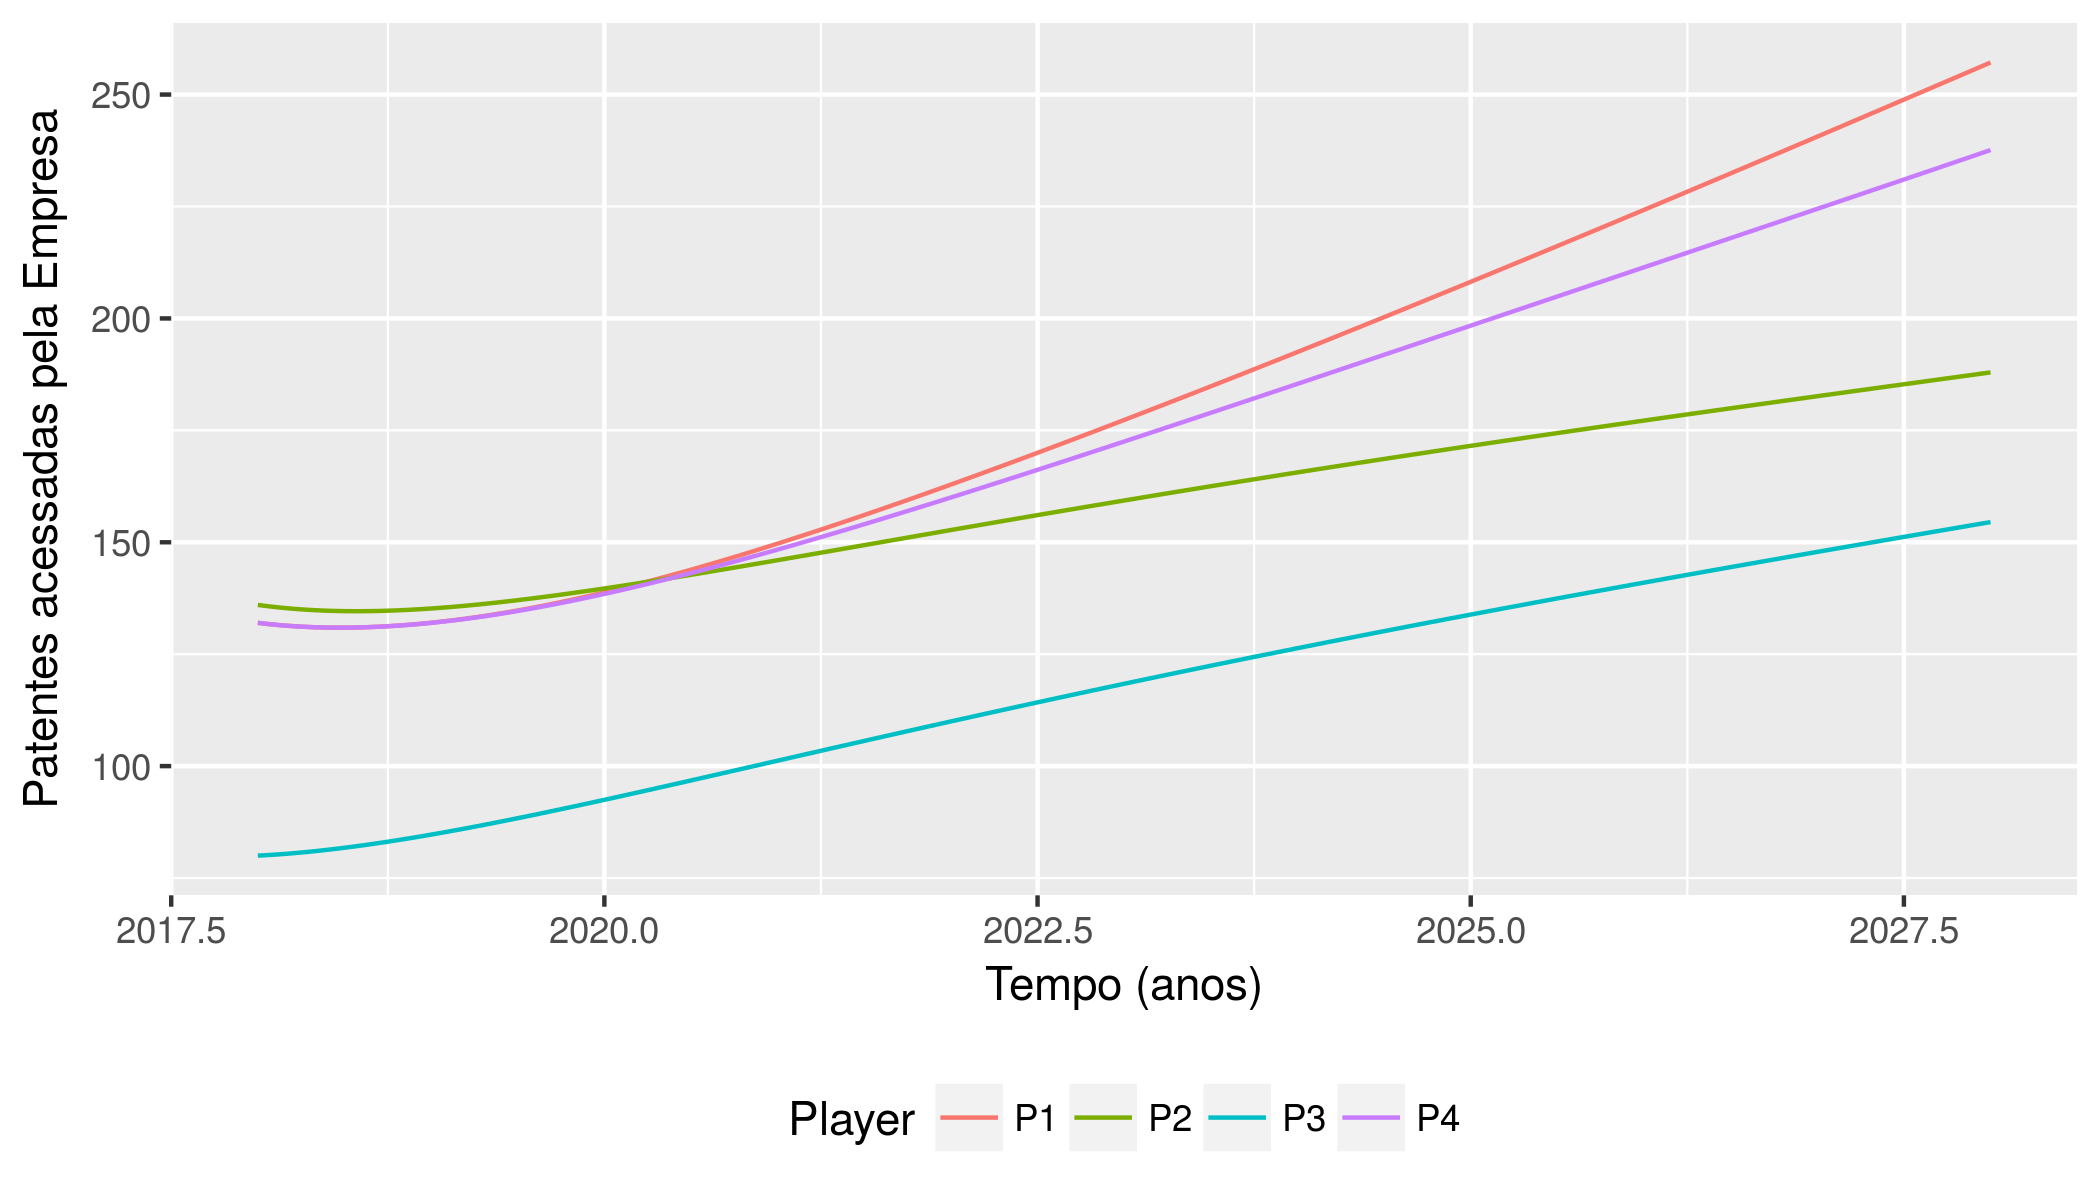 Patentes acessadas pela Empresa
250
200
150
100
2017.5 2020.0 2022.5 2025.0 2027.5
Tempo (anos)
Player P1 P2 P3 P4